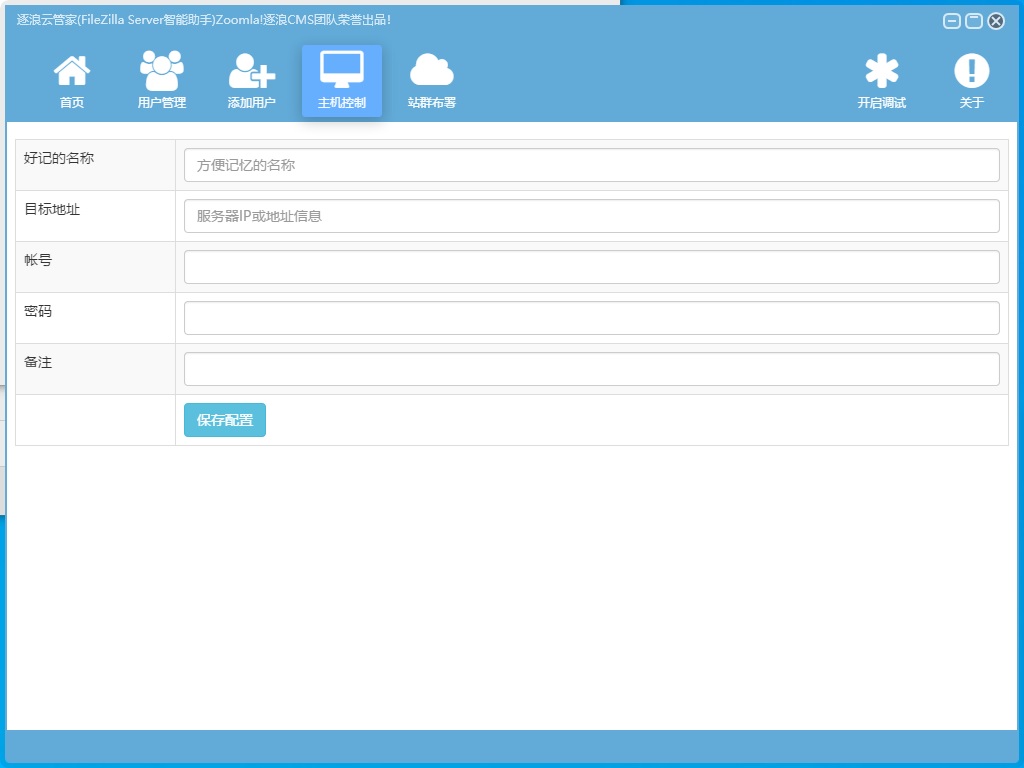 逐浪云管家(FileZilla Server智能助手)Zoomla!逐浪CMS团队荣誉出品!
首页
用户管理
添加用户
主机控制
站群布署
开启调试
关于
好记的名称
方便记忆的名称
目标地址
服务器IP或地址信息
帐号
密码
备注
保存配置